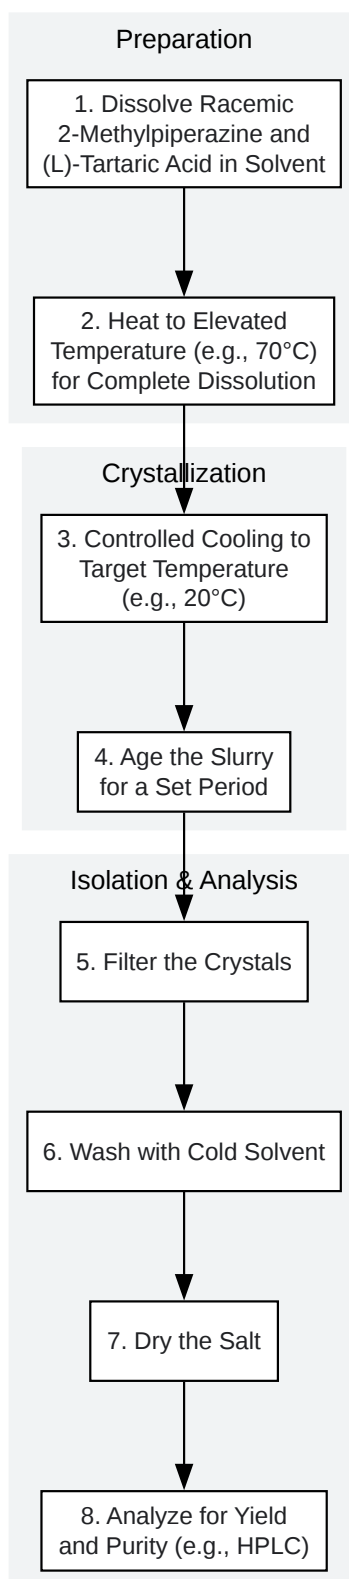 Preparation
1. Dissolve Racemic
2-Methylpiperazine and
(L)-Tartaric Acid in Solvent
2. Heat to Elevated
Temperature (e.g., 70°C)
for Complete Dissolution
Crystallization
3. Controlled Cooling to
Target Temperature
(e.g., 20°C)
4. Age the Slurry
for a Set Period
Isolation & Analysis
5. Filter the Crystals
6. Wash with Cold Solvent
7. Dry the Salt
8. Analyze for Yield
and Purity (e.g., HPLC)